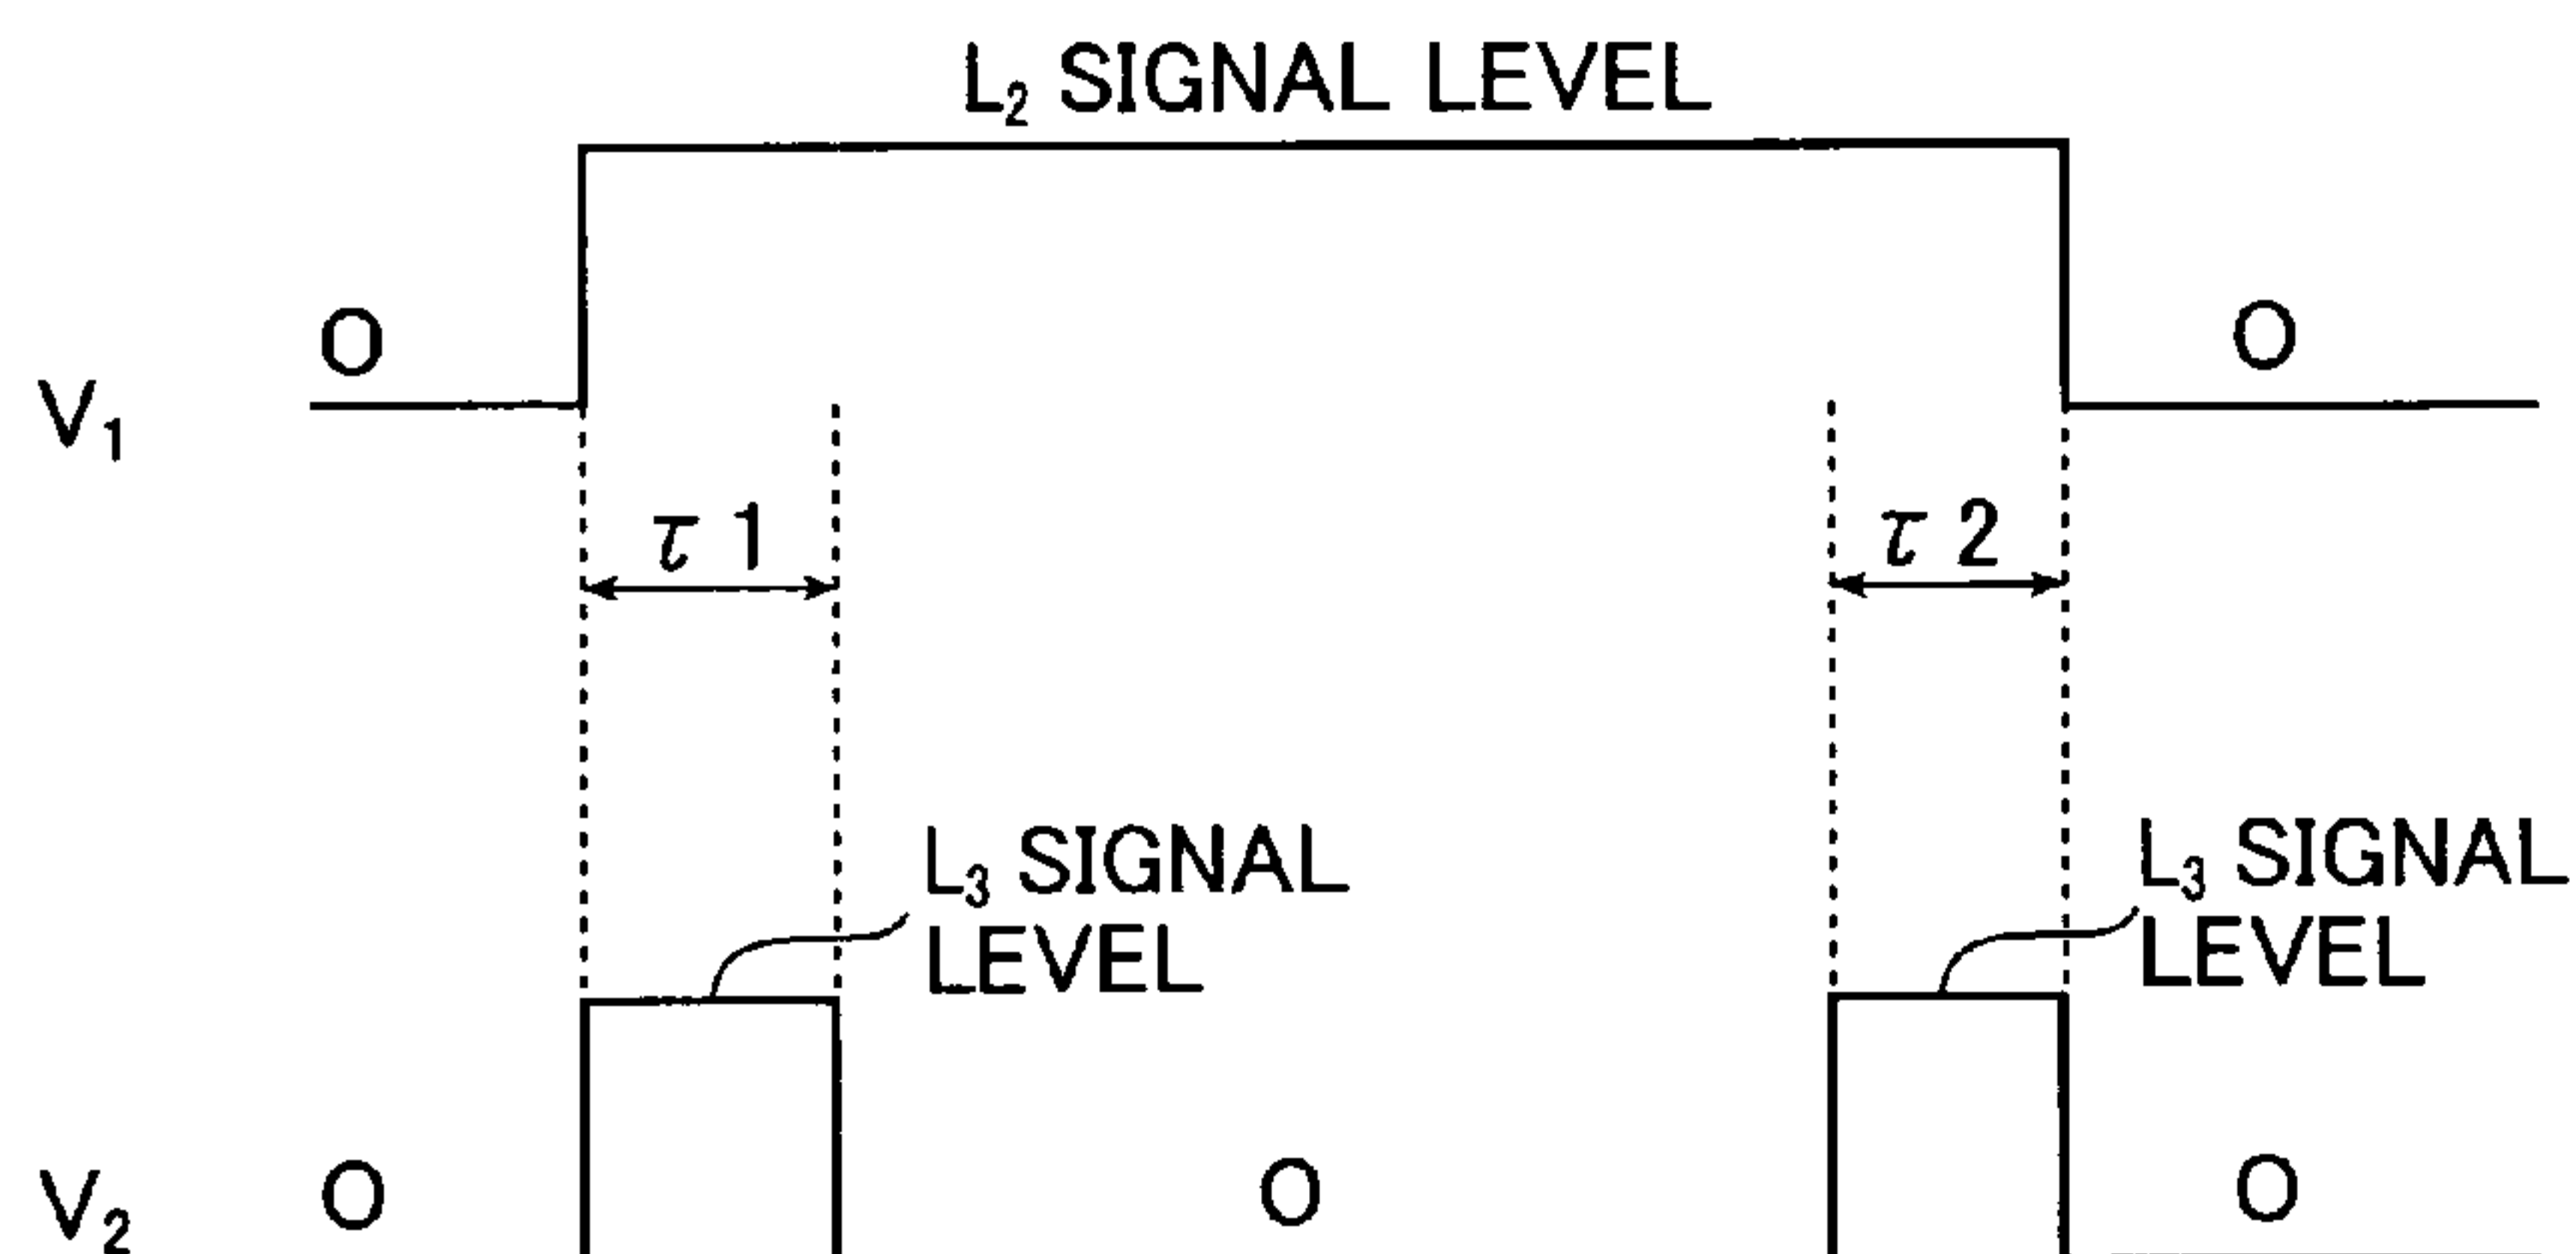 L₂ SIGNAL LEVEL
O
O
V₁
τ 1
τ 2
L₃ SIGNAL
LEVEL
L₃ SIGNAL
LEVEL
V₂
O
O
O